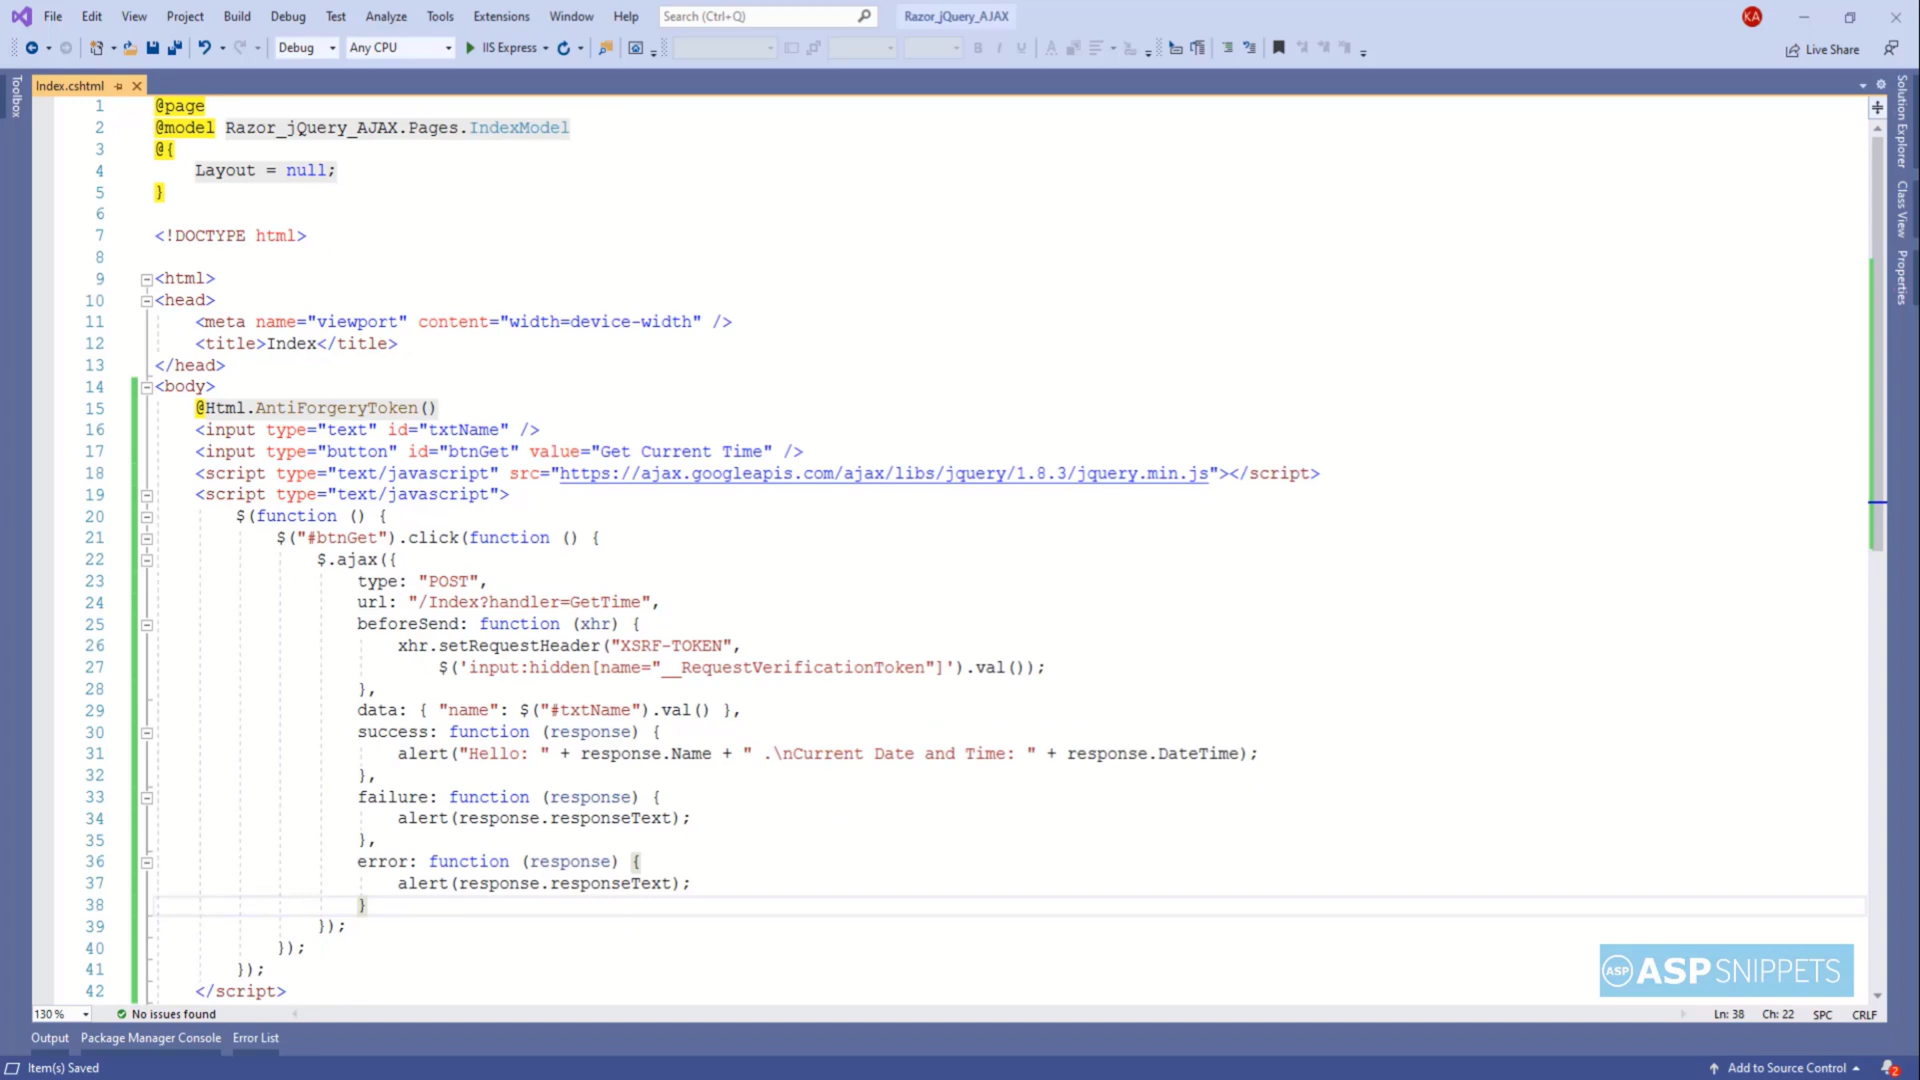 File Edit View Project Build Debug Test Analyze Tools Extensions Window Help Search (Ctrl+Q) Razor_jQuery_AJAX KA
Debug Any CPU IIS Express Live Share
Toolbox
Index.cshtml
Solution Explorer
Class View
Properties
1 @page
2 @model Razor_jQuery_AJAX.Pages.IndexModel
3 @{
4 Layout = null;
5 }
6
7 <!DOCTYPE html>
8
9 <html>
10 <head>
11 <meta name="viewport" content="width=device-width" />
12 <title>Index</title>
13 </head>
14 <body>
15 @Html.AntiForgeryToken()
16 <input type="text" id="txtName" />
17 <input type="button" id="btnGet" value="Get Current Time" />
18 <script type="text/javascript" src="https://ajax.googleapis.com/ajax/libs/jquery/1.8.3/jquery.min.js"></script>
19 <script type="text/javascript">
20 $(function () {
21 $("#btnGet").click(function () {
22 $.ajax({
23 type: "POST",
24 url: "/Index?handler=GetTime",
25 beforeSend: function (xhr) {
26 xhr.setRequestHeader("XSRF-TOKEN",
27 $('input:hidden[name="__RequestVerificationToken"]').val());
28 },
29 data: { "name": $("#txtName").val() },
30 success: function (response) {
31 alert("Hello: " + response.Name + " .\nCurrent Date and Time: " + response.DateTime);
32 },
33 failure: function (response) {
34 alert(response.responseText);
35 },
36 error: function (response) {
37 alert(response.responseText);
38 }
39 });
40 });
41 });
42 </script>
ASP ASPSNIPPETS
130 % No issues found Ln: 38 Ch: 22 SPC CRLF
Output Package Manager Console Error List
Item(s) Saved Add to Source Control 2